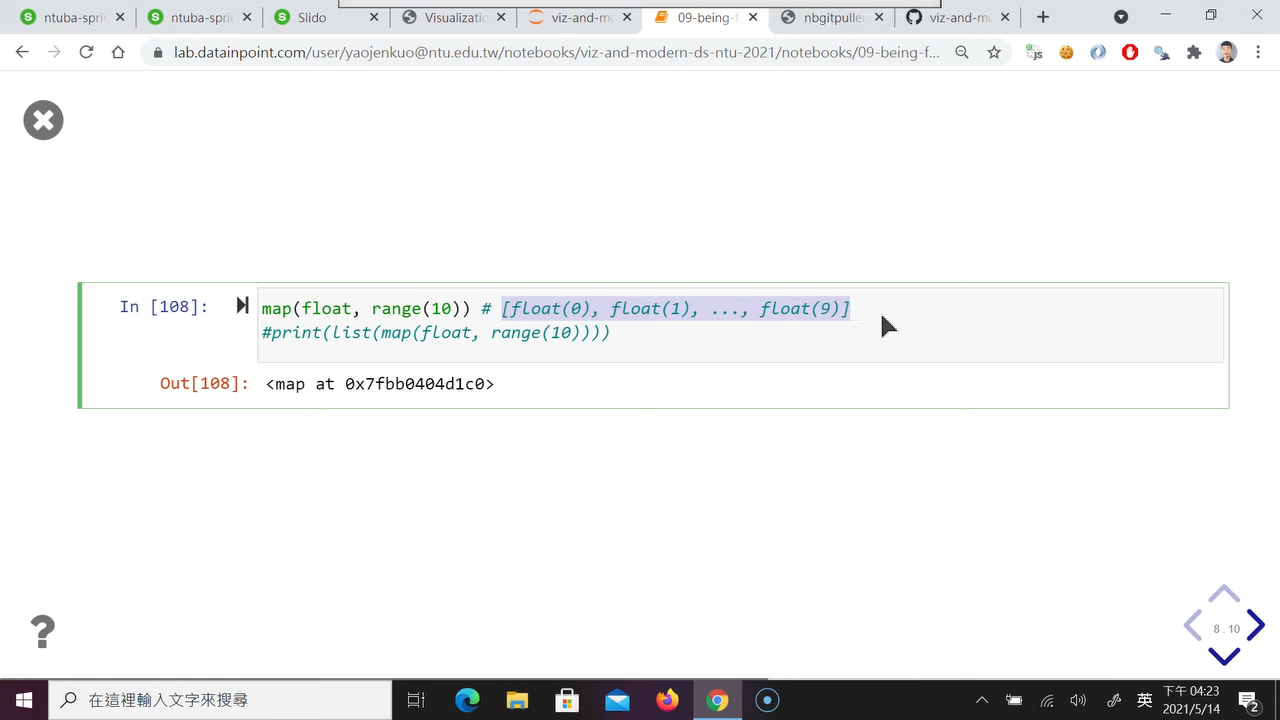 ntuba-spri
ntuba-spri
Slido
Visualizatio
viz-and-m
09-being-f
nbgitpuller
viz-and-m
lab.datainpoint.com/user/yaojenkuo@ntu.edu.tw/notebooks/viz-and-modern-ds-ntu-2021/notebooks/09-being-f...
In [108]:
map(float, range(10)) # [float(0), float(1), ..., float(9)]
#print(list(map(float, range(10))))
Out[108]:
<map at 0x7fbb0404d1c0>
?
8.10
在這裡輸入文字來搜尋
英
下午 04:23
2021/5/14
2